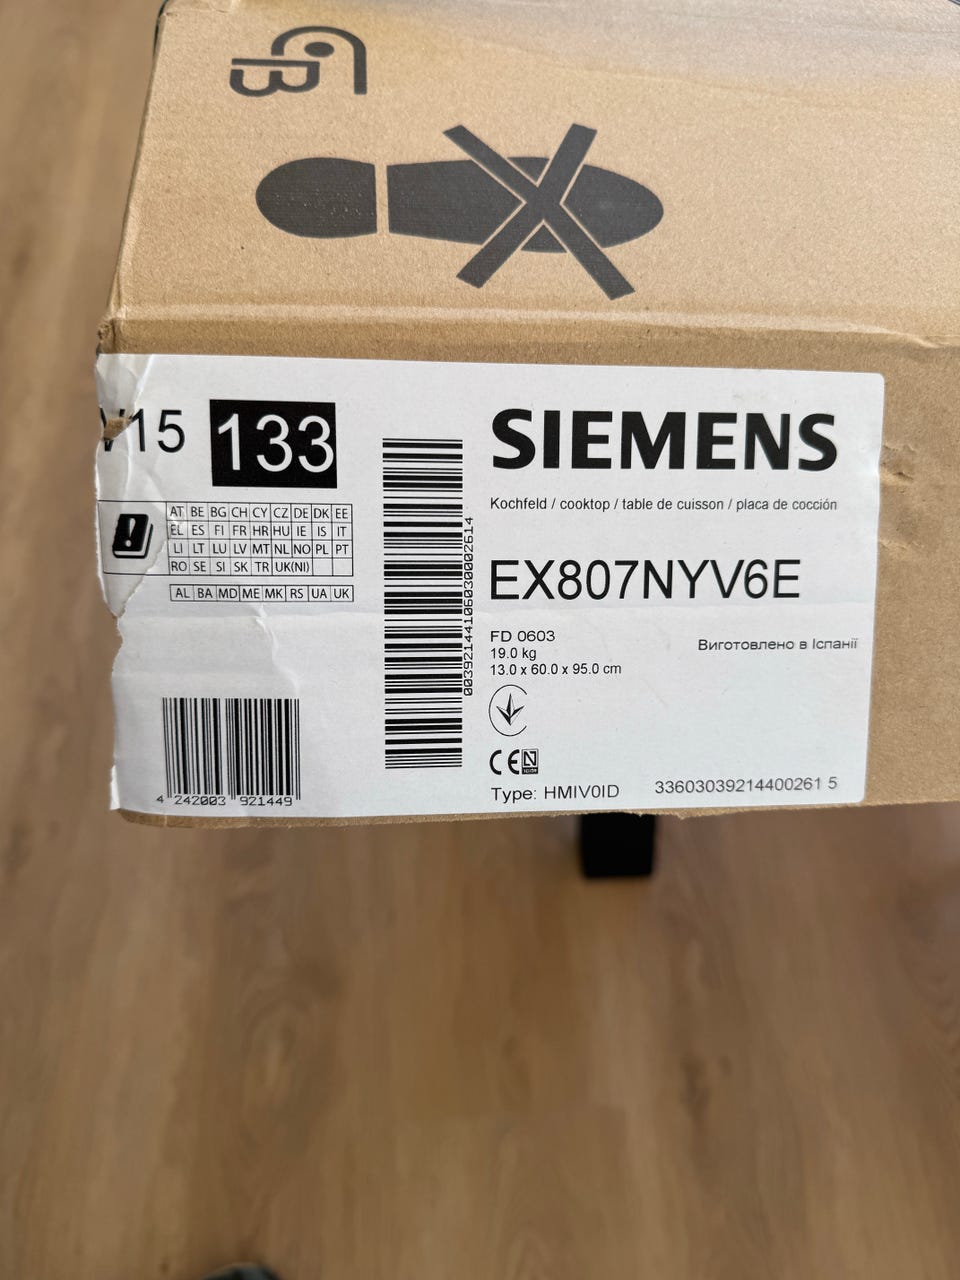 V15 133
SIEMENS
Kochfeld / cooktop / table de cuisson / placa de cocción
AT BE BG CH CY CZ DE DK EE
EL ES FI FR HR HU IE IS IT
LI LT LU LV MT NL NO PL PT
RO SE SI SK TR UK(NI)
AL BA MD ME MK RS UA UK
EX807NYV6E
FD 0603
19.0 kg
13.0 x 60.0 x 95.0 cm
Виготовлено в Іспанії
003921441060300002614
CE N
Type: HMIV0ID
33603039214400261 5
4 242003 921449